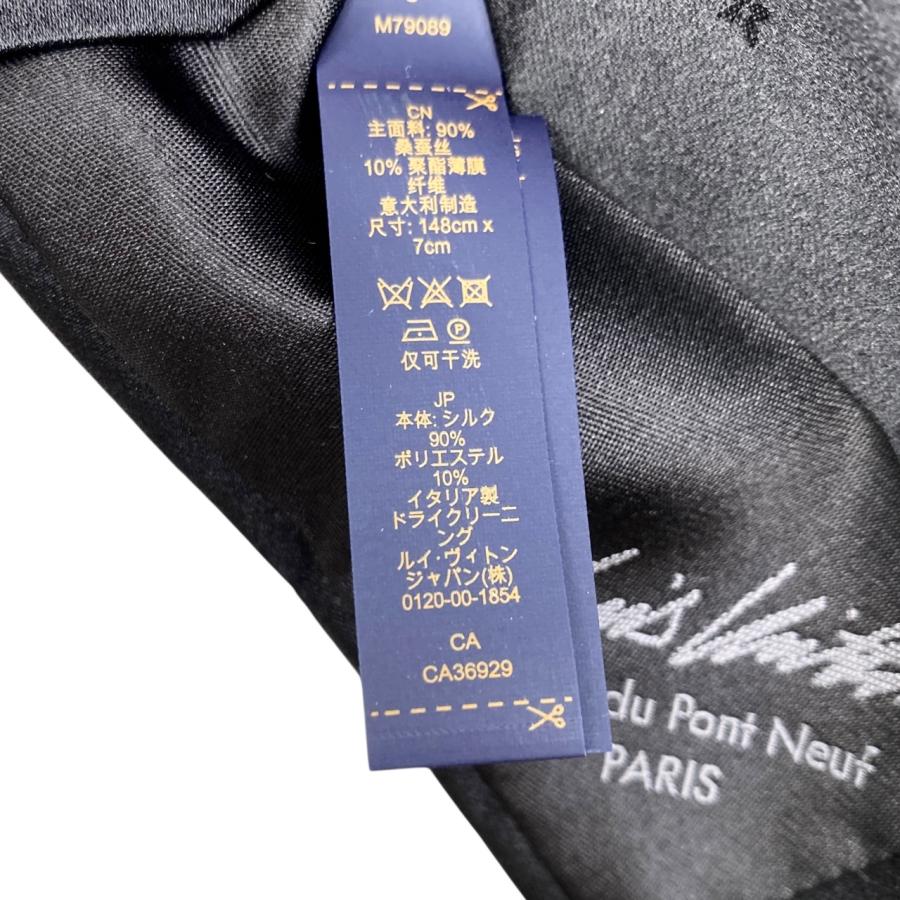 M79089
CN
主面料: 90%
桑蚕丝
10% 聚酯薄膜
纤维
意大利制造
尺寸: 148cm x
7cm
P
仅可干洗
JP
本体: シルク
90%
ポリエステル
10%
イタリア製
ドライクリーニ
ング
ルイ･ヴィトン
ジャパン(株)
0120-00-1854
CA
CA36929
du Pont Neuf
PARIS